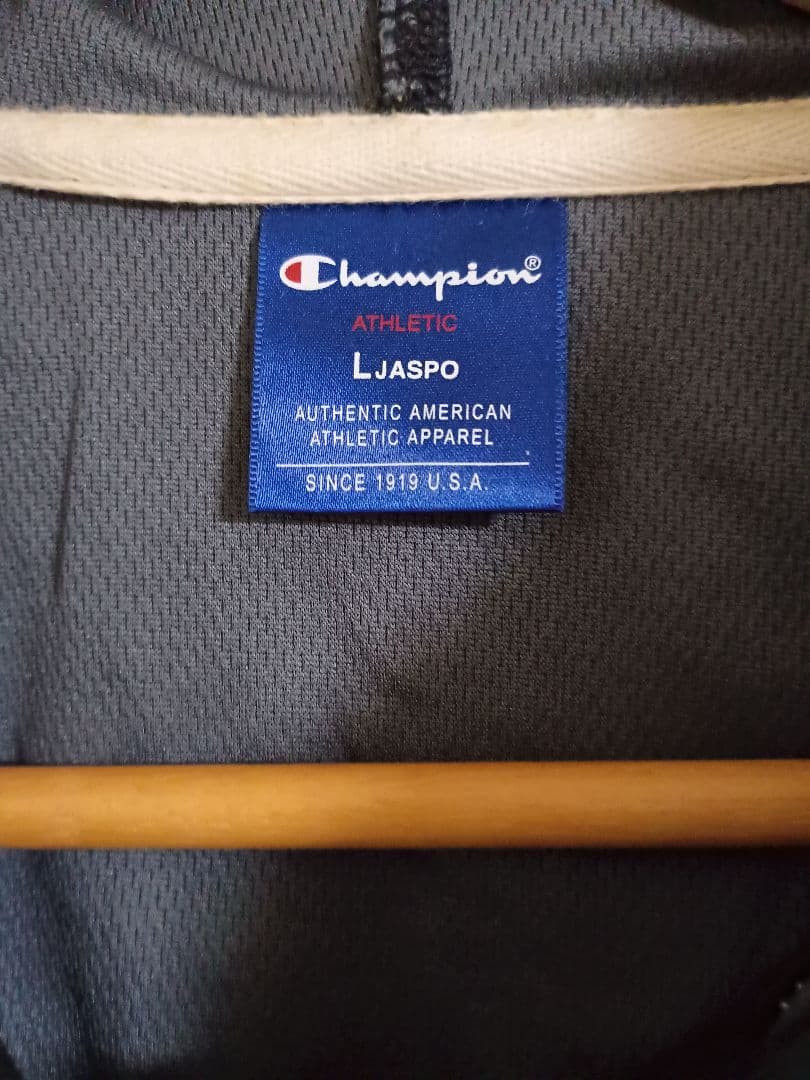 Champion®
ATHLETIC
L JASPO
AUTHENTIC AMERICAN
ATHLETIC APPAREL
SINCE 1919 U.S.A.